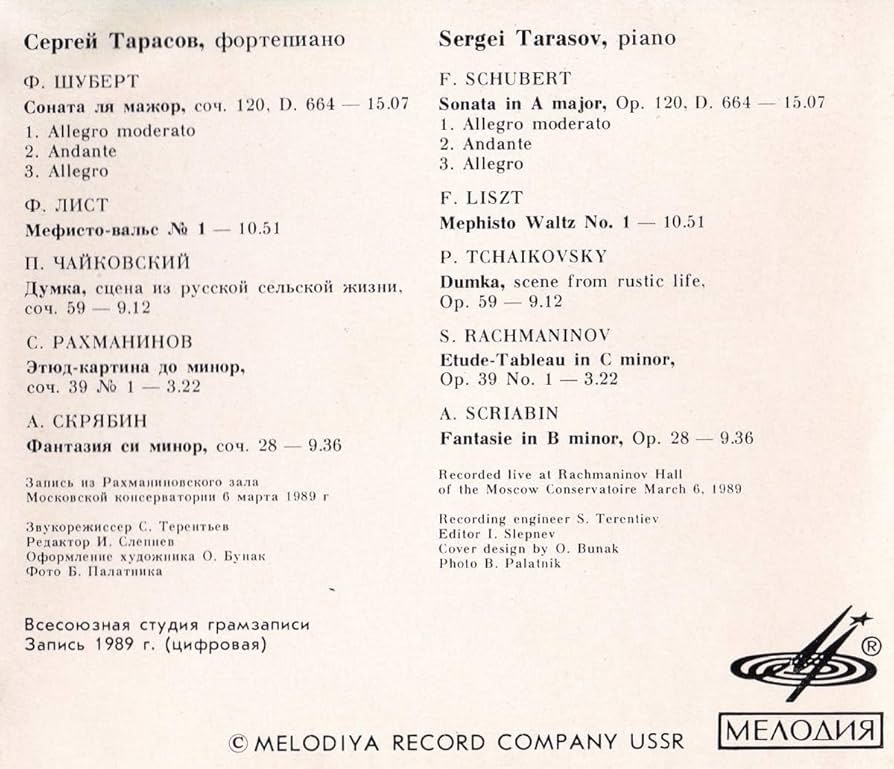 Сергей Тарасов, фортепиано
Ф. ШУБЕРТ
Соната ля мажор, соч. 120, D. 664 — 15.07
1. Allegro moderato
2. Andante
3. Allegro
Ф. ЛИСТ
Мефисто-вальс № 1 — 10.51
П. ЧАЙКОВСКИЙ
Думка, сцена из русской сельской жизни,
соч. 59 — 9.12
С. РАХМАНИНОВ
Этюд-картина до минор,
соч. 39 № 1 — 3.22
А. СКРЯБИН
Фантазия си минор, соч. 28 — 9.36
Запись из Рахманиновского зала
Московской консерватории 6 марта 1989 г
Звукорежиссер С. Терентьев
Редактор И. Слепнев
Оформление художника О. Бунак
Фото Б. Палатника
Всесоюзная студия грамзаписи
Запись 1989 г. (цифровая)
Sergei Tarasov, piano
F. SCHUBERT
Sonata in A major, Op. 120, D. 664 — 15.07
1. Allegro moderato
2. Andante
3. Allegro
F. LISZT
Mephisto Waltz No. 1 — 10.51
P. TCHAIKOVSKY
Dumka, scene from rustic life,
Op. 59 — 9.12
S. RACHMANINOV
Etude-Tableau in C minor,
Op. 39 No. 1 — 3.22
A. SCRIABIN
Fantasie in B minor, Op. 28 — 9.36
Recorded live at Rachmaninov Hall
of the Moscow Conservatoire March 6, 1989
Recording engineer S. Terentiev
Editor I. Slepnev
Cover design by O. Bunak
Photo B. Palatnik
®
МЕЛОДИЯ
© MELODIYA RECORD COMPANY USSR